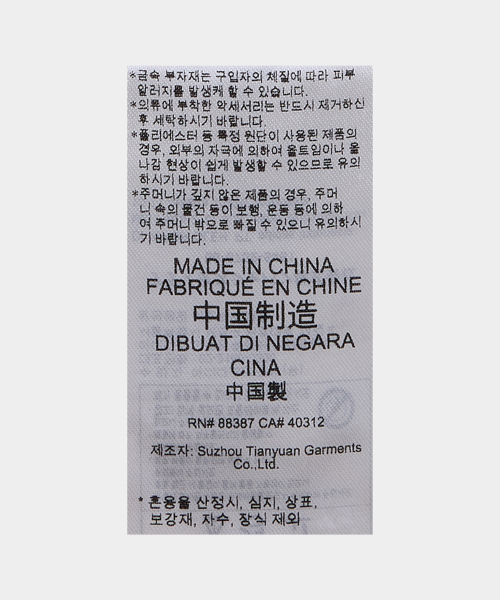 *금속 부자재는 구입자의 체질에 따라 피부
알러지를 발생케 할 수 있습니다.
*의류에 부착한 악세서리는 반드시 제거하신
후 세탁하시기 바랍니다.
*폴리에스터 등 특정 원단이 사용된 제품의
경우, 외부의 자극에 의하여 올트임이나 올
나감 현상이 쉽게 발생할 수 있으므로 유의
하시기 바랍니다.
*주머니가 깊지 않은 제품의 경우, 주머
니 속의 물건 등이 보행, 운동 등에 의하
여 주머니 밖으로 빠질 수 있으니 유의하시
기 바랍니다.
MADE IN CHINA
FABRIQUÉ EN CHINE
中国制造
DIBUAT DI NEGARA
CINA
中国製
RN# 88387 CA# 40312
제조자: Suzhou Tianyuan Garments
Co.,Ltd.
* 혼용율 산정시, 심지, 상표,
보강재, 자수, 장식 제외